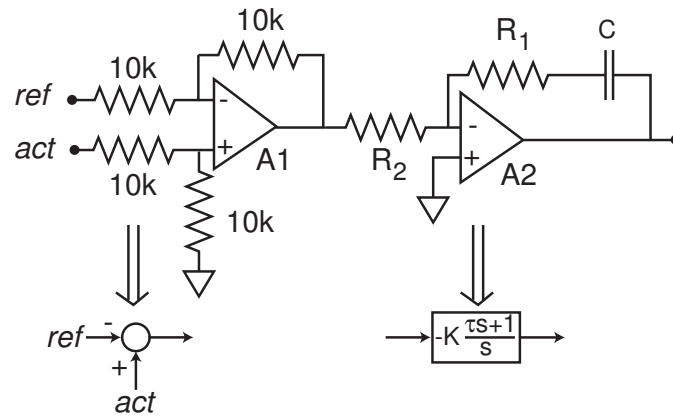 10k
R1
C
ref
10k
-
act
+
A1
10k
10k
R2
-
+
A2
ref
-
+
act
-K τs+1
s